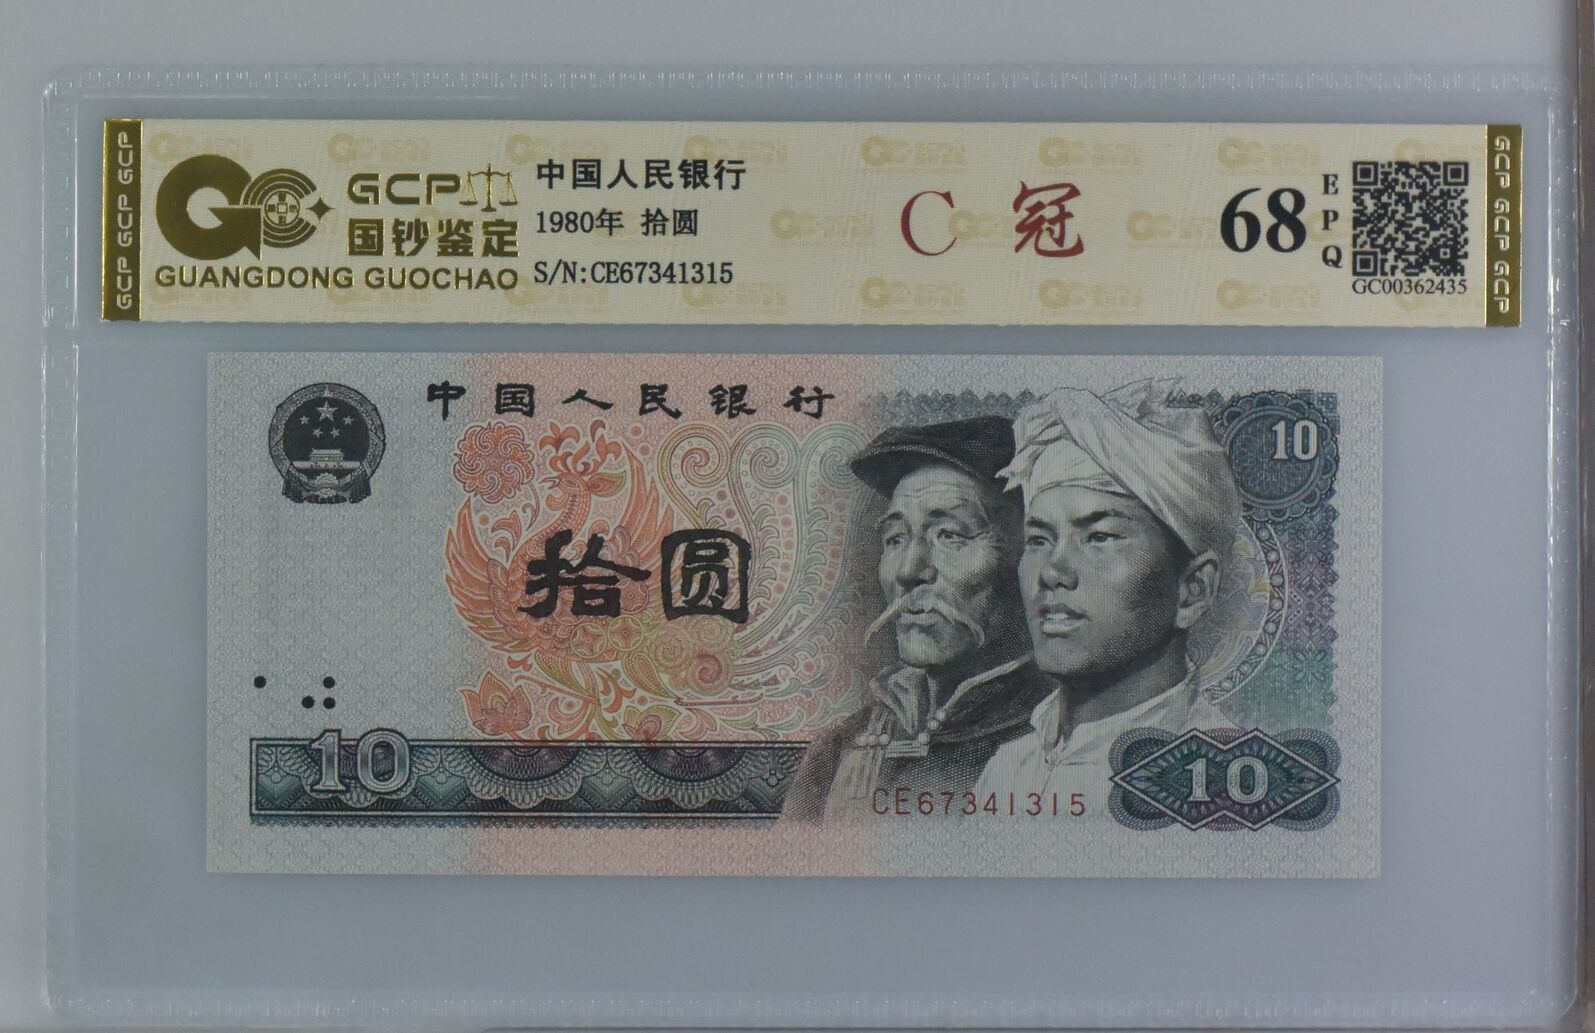 GCP GCP GCP
GCP
国钞鉴定
GUANGDONG GUOCHAO
中国人民银行
1980年 拾圆
S/N:CE67341315
C冠
68
EPQ
GC00362435
GCP GCP GCP
中国人民银行
10
拾圆
10
CE67341315
10